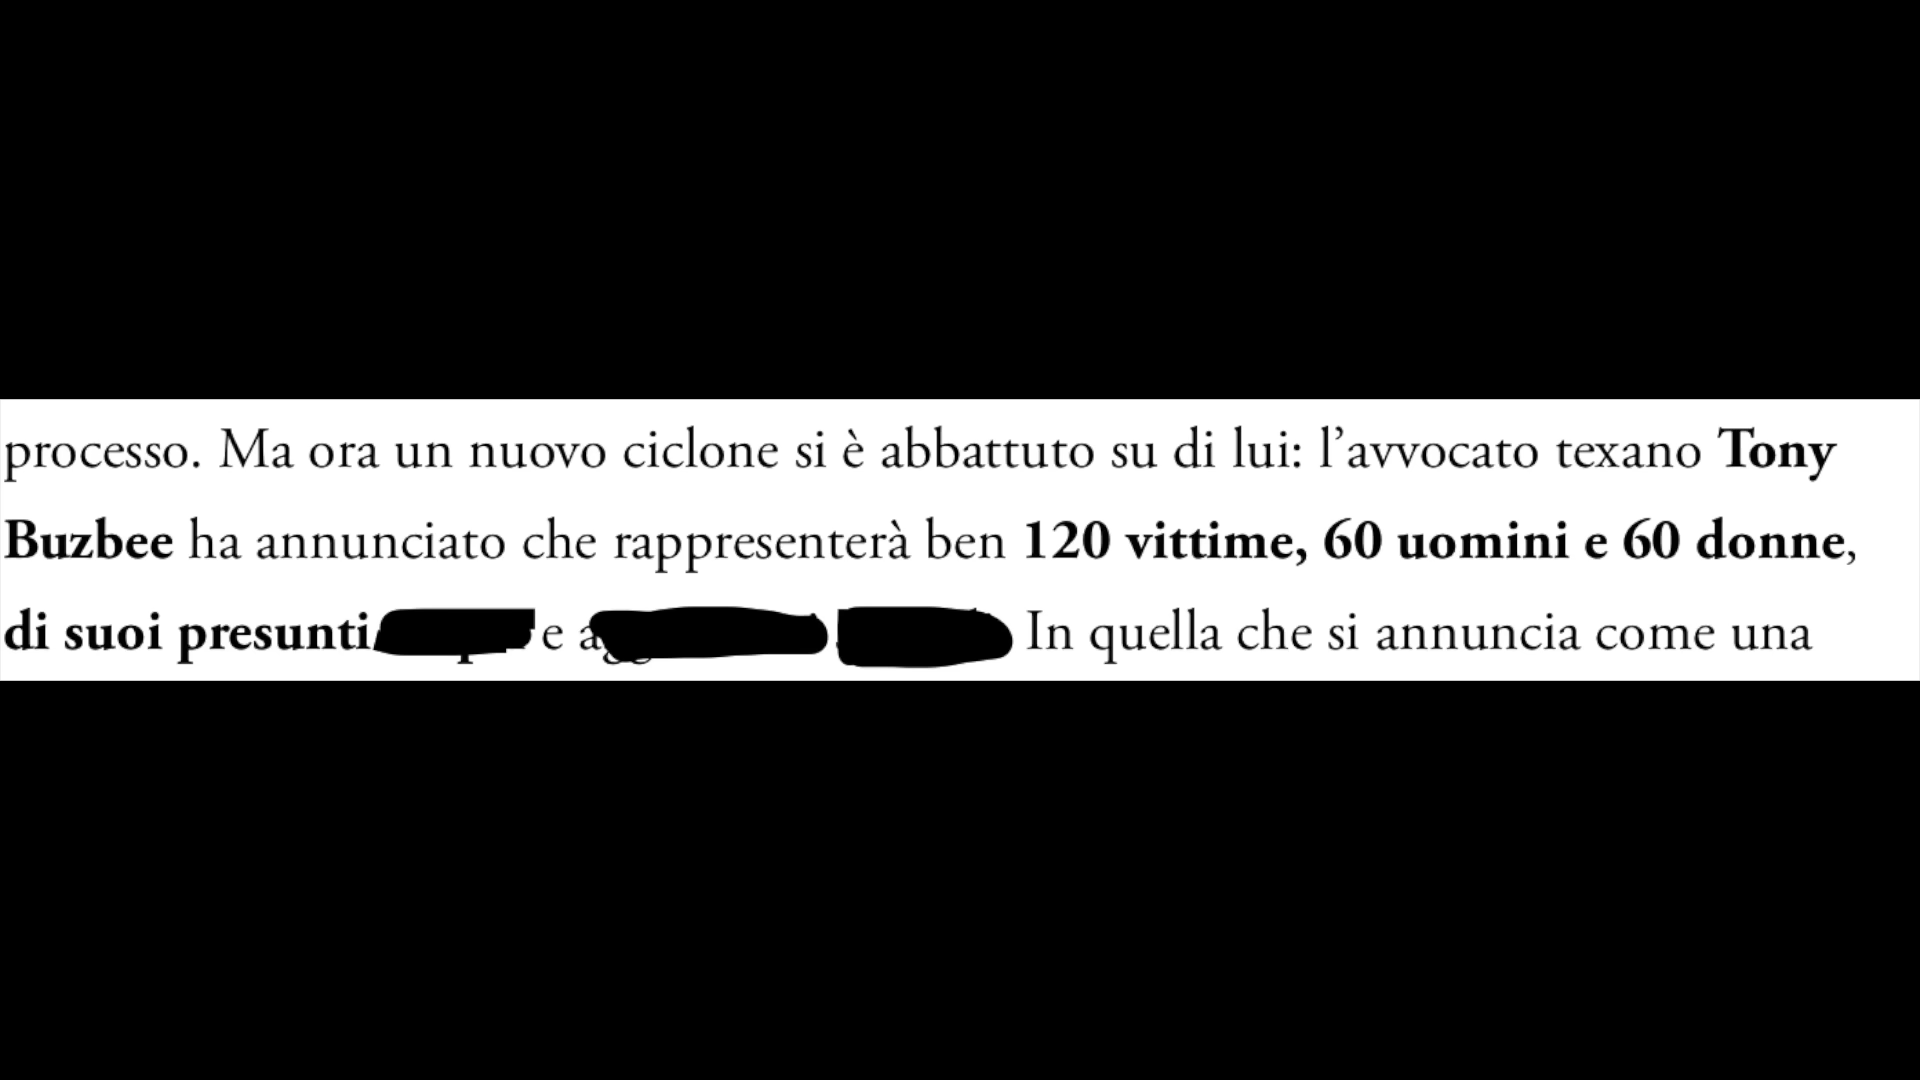 processo. Ma ora un nuovo ciclone si è abbattuto su di lui: l’avvocato texano Tony
Buzbee ha annunciato che rappresenterà ben 120 vittime, 60 uomini e 60 donne,
di suoi presunti e In quella che si annuncia come una